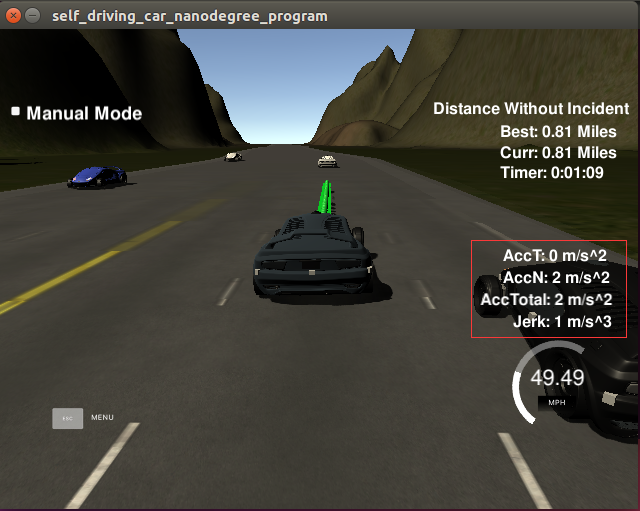 self_driving_car_nanodegree_program
Manual Mode
Distance Without Incident
Best: 0.81 Miles
Curr: 0.81 Miles
Timer: 0:01:09
AccT: 0 m/s^2
AccN: 2 m/s^2
AccTotal: 2 m/s^2
Jerk: 1 m/s^3
49.49
MPH
ESC
MENU